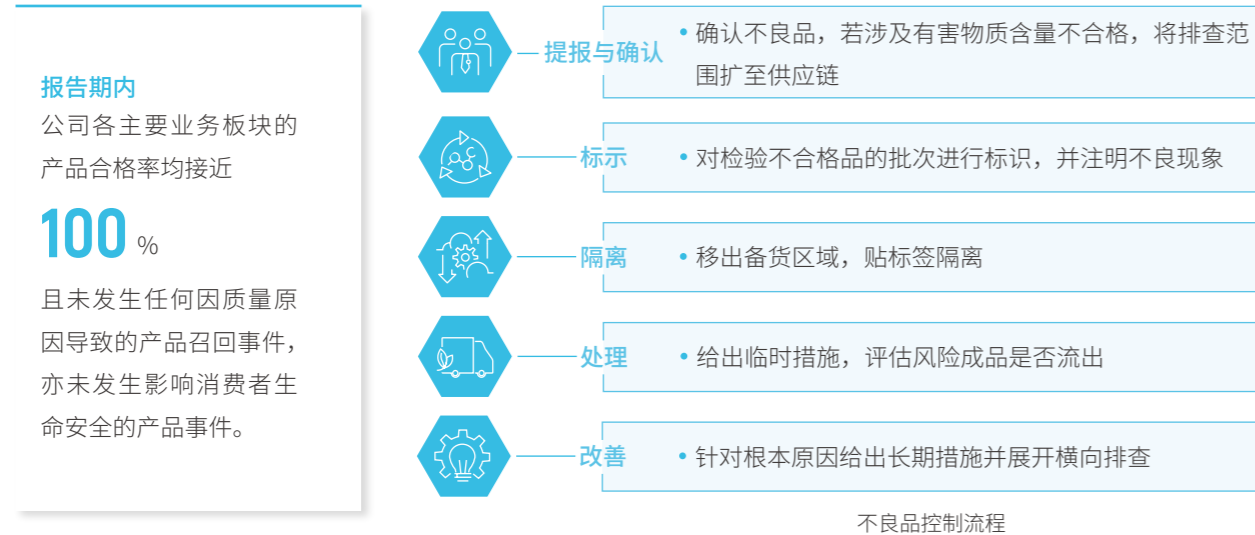 报告期内
公司各主要业务板块的
产品合格率均接近
100 %
且未发生任何因质量原
因导致的产品召回事件，
亦未发生影响消费者生
命安全的产品事件。
提报与确认
• 确认不良品，若涉及有害物质含量不合格，将排查范
围扩至供应链
标示
• 对检验不合格品的批次进行标识，并注明不良现象
隔离
• 移出备货区域，贴标签隔离
处理
• 给出临时措施，评估风险成品是否流出
改善
• 针对根本原因给出长期措施并展开横向排查
不良品控制流程